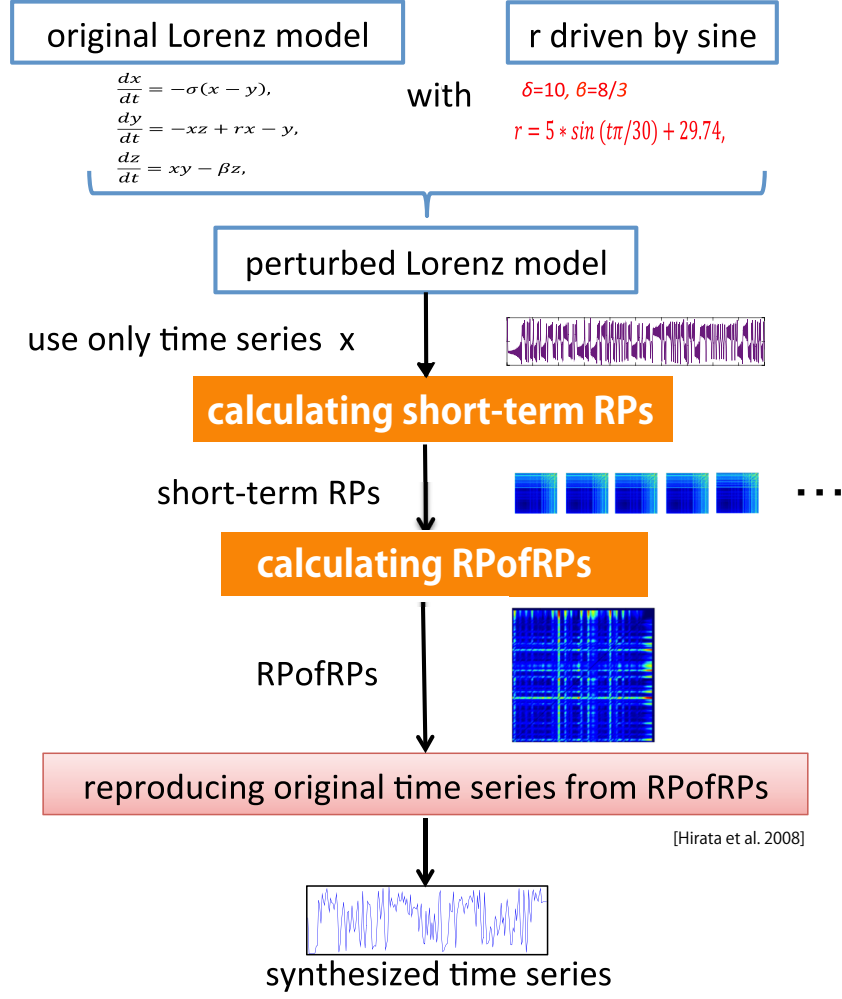 original Lorenz model
r driven by sine
dx/dt = −σ(x − y),
dy/dt = −xz + rx − y,
dz/dt = xy − βz,
with
δ=10, β=8/3
r = 5 * sin (tπ/30) + 29.74,
perturbed Lorenz model
use only time series x
calculating short-term RPs
short-term RPs
...
calculating RPofRPs
RPofRPs
reproducing original time series from RPofRPs
[Hirata et al. 2008]
synthesized time series